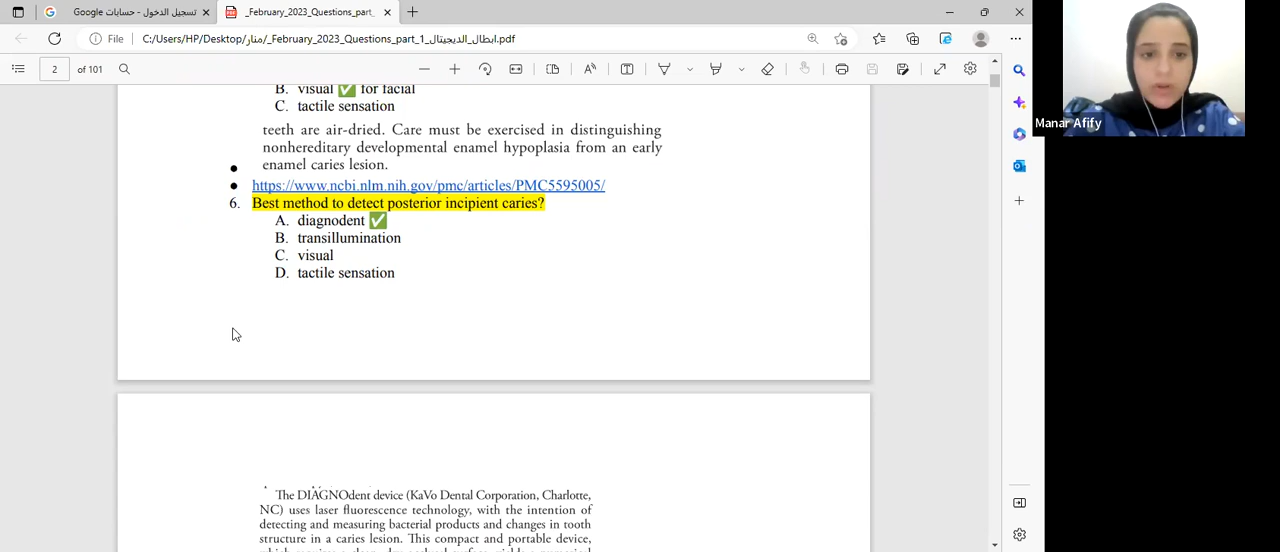 تسجيل الدخول - حسابات Google
_February_2023_Questions_part_
File
C:/Users/HP/Desktop/منار/_February_2023_Questions_part_1_ابطال_الديجيتال.pdf
2 of 101
B. visual ✅ for facial
C. tactile sensation
teeth are air-dried. Care must be exercised in distinguishing
nonhereditary developmental enamel hypoplasia from an early
enamel caries lesion.
https://www.ncbi.nlm.nih.gov/pmc/articles/PMC5595005/
6. Best method to detect posterior incipient caries?
A. diagnodent ✅
B. transillumination
C. visual
D. tactile sensation
The DIAGNOdent device (KaVo Dental Corporation, Charlotte,
NC) uses laser fluorescence technology, with the intention of
detecting and measuring bacterial products and changes in tooth
structure in a caries lesion. This compact and portable device,
Manar Afify